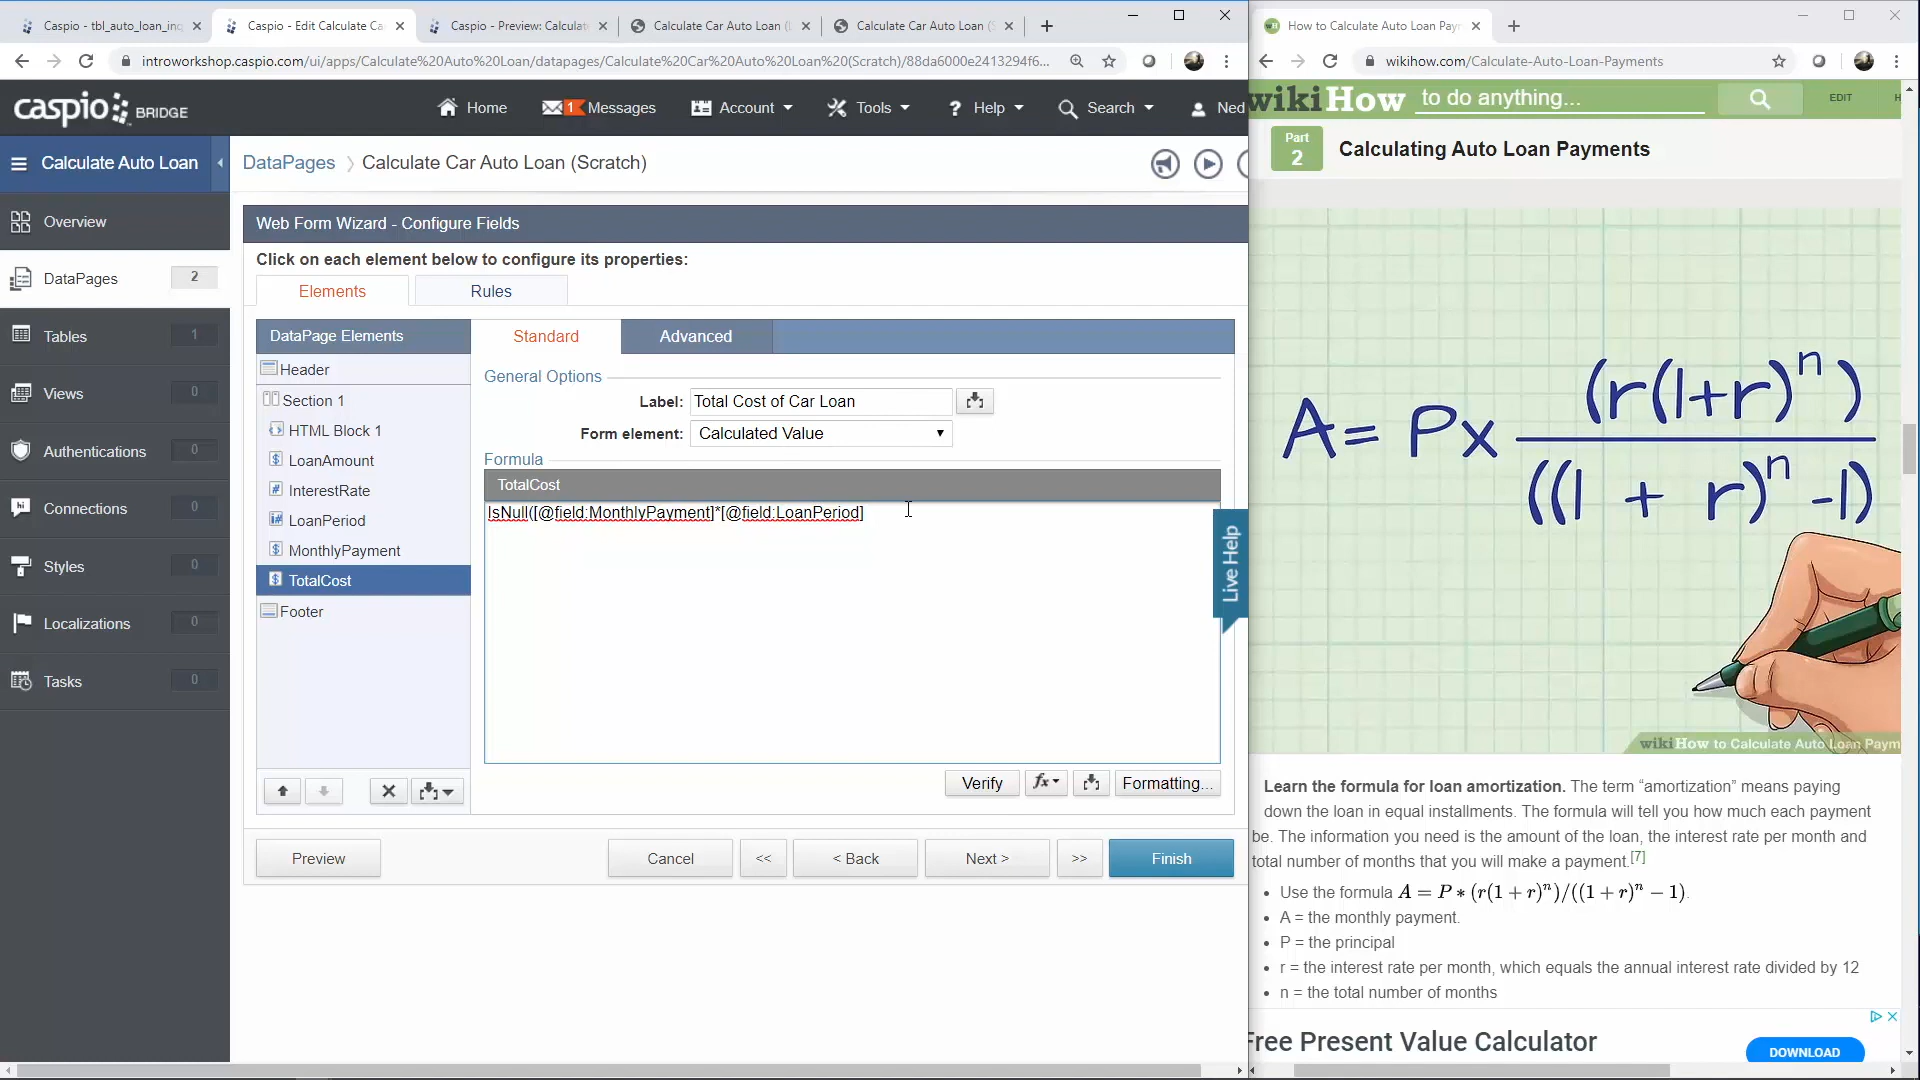 Caspio - tbl_auto_loan_inq
Caspio - Edit Calculate Ca
Caspio - Preview: Calculate
Calculate Car Auto Loan (
Calculate Car Auto Loan (S
introworkshop.caspio.com/ui/apps/Calculate%20Auto%20Loan/datapages/Calculate%20Car%20Auto%20Loan%20(Scratch)/88da6000e2413294f6...
caspio BRIDGE
Home
1 Messages
Account
Tools
? Help
Search
Ned
Calculate Auto Loan
DataPages
Calculate Car Auto Loan (Scratch)
Overview
DataPages 2
Tables 1
Views 0
Authentications 0
Connections 0
Styles 0
Localizations 0
Tasks 0
Web Form Wizard - Configure Fields
Click on each element below to configure its properties:
Elements
Rules
DataPage Elements
Header
Section 1
HTML Block 1
LoanAmount
InterestRate
LoanPeriod
MonthlyPayment
TotalCost
Footer
Standard
Advanced
General Options
Label: Total Cost of Car Loan
Form element: Calculated Value
Formula
TotalCost
IsNull([@field:MonthlyPayment]*[@field:LoanPeriod]
Verify
fx
Formatting...
Live Help
Preview
Cancel
<<
< Back
Next >
>>
Finish
How to Calculate Auto Loan Pay
wikihow.com/Calculate-Auto-Loan-Payments
wikiHow to do anything...
EDIT
H
Part 2
Calculating Auto Loan Payments
A = P x (r(1+r)^n) / ((1 + r)^n -1)
wikiHow to Calculate Auto Loan Paym
Learn the formula for loan amortization. The term “amortization” means paying
down the loan in equal installments. The formula will tell you how much each payment
be. The information you need is the amount of the loan, the interest rate per month and
total number of months that you will make a payment.[7]
• Use the formula A = P * (r(1 + r)^n)/((1 + r)^n − 1).
• A = the monthly payment.
• P = the principal
• r = the interest rate per month, which equals the annual interest rate divided by 12
• n = the total number of months
Free Present Value Calculator
DOWNLOAD